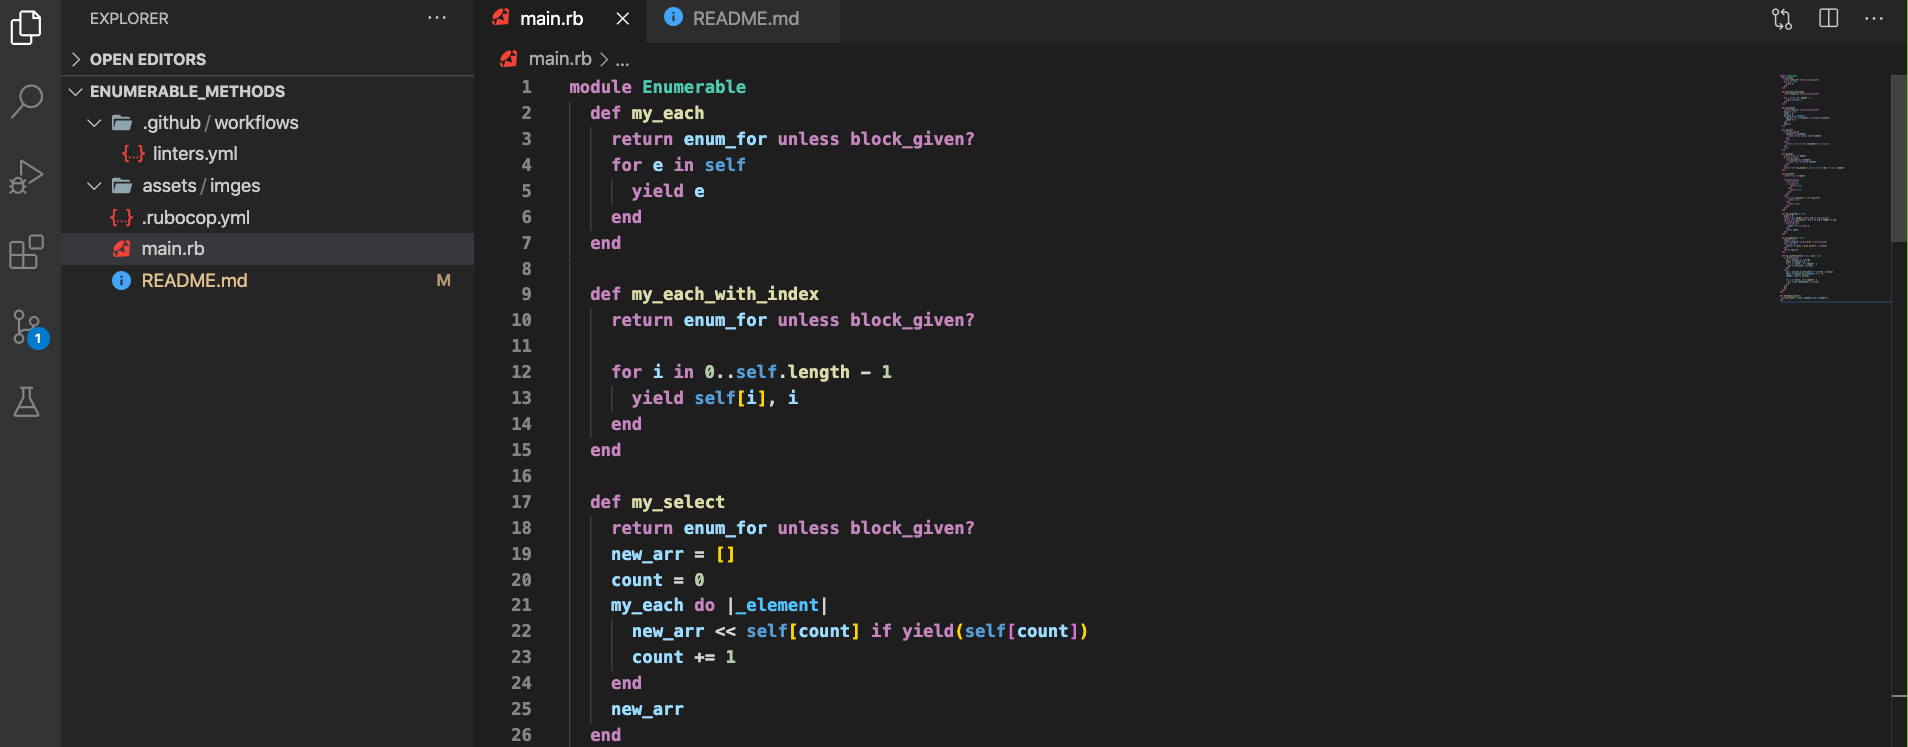 EXPLORER
OPEN EDITORS
ENUMERABLE_METHODS
.github / workflows
{..} linters.yml
assets / imges
{..} .rubocop.yml
main.rb
README.md M
1
main.rb
README.md
main.rb > ...
1 module Enumerable
2 def my_each
3 return enum_for unless block_given?
4 for e in self
5 yield e
6 end
7 end
8
9 def my_each_with_index
10 return enum_for unless block_given?
11
12 for i in 0..self.length - 1
13 yield self[i], i
14 end
15 end
16
17 def my_select
18 return enum_for unless block_given?
19 new_arr = []
20 count = 0
21 my_each do |_element|
22 new_arr << self[count] if yield(self[count])
23 count += 1
24 end
25 new_arr
26 end